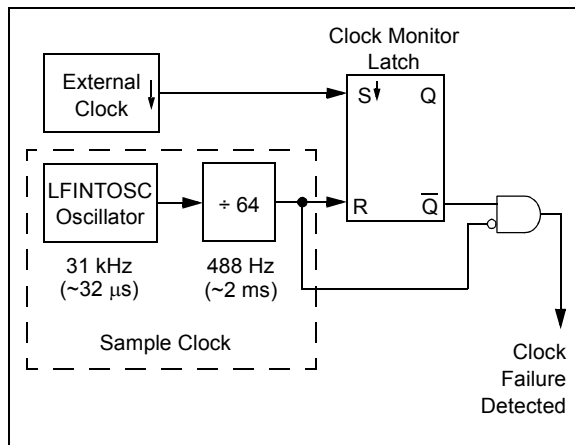 Clock Monitor
Latch
External
Clock
S
Q
LFINTOSC
Oscillator
÷ 64
R
Q̅
31 kHz
(~32 μs)
488 Hz
(~2 ms)
Sample Clock
Clock
Failure
Detected